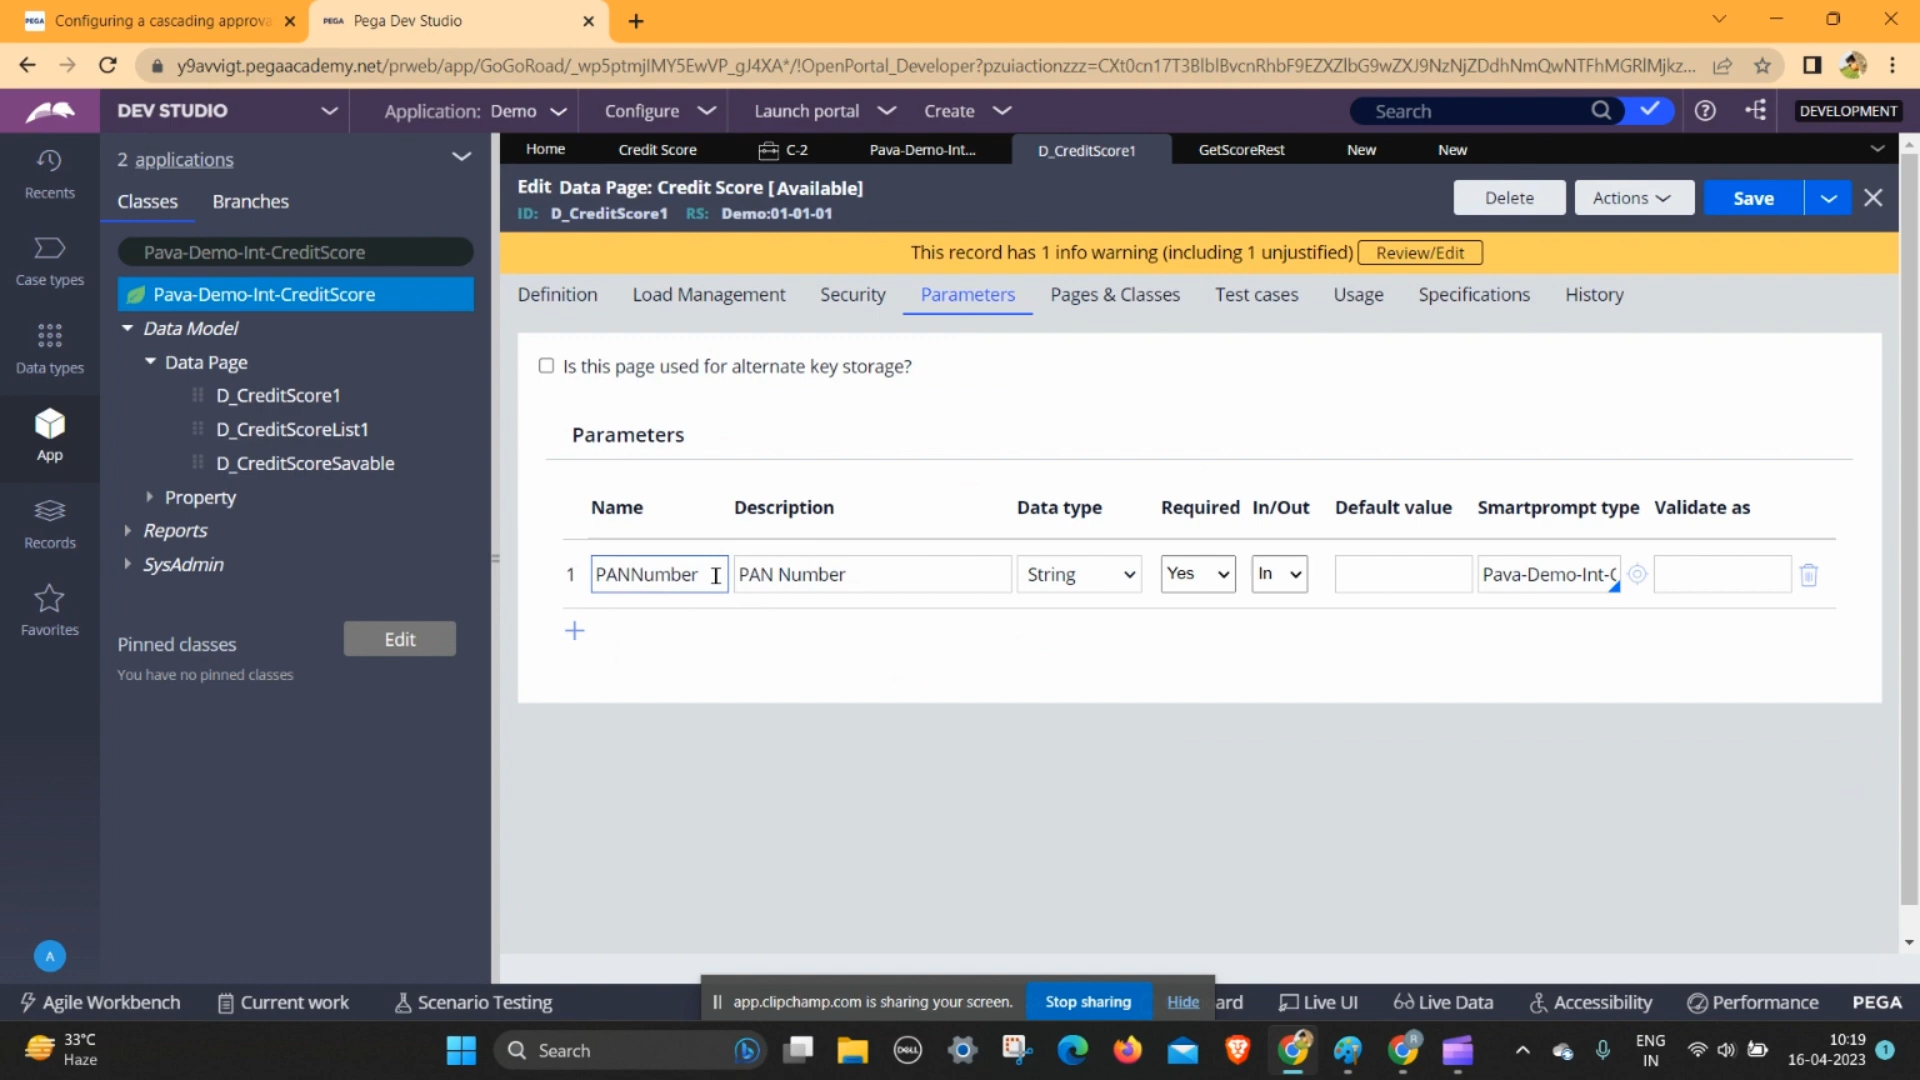 PEGA Configuring a cascading approva
PEGA Pega Dev Studio
y9avvigt.pegaacademy.net/prweb/app/GoGoRoad/_wp5ptmjIMY5EwVP_gJ4XA*/!OpenPortal_Developer?pzuiactionzzz=CXt0cn17T3BlblBvcnRhbF9EZXZlbG9wZXJ9NzNjZDdhNmQwNTFhMGRlMjkz...
DEV STUDIO
Application: Demo
Configure
Launch portal
Create
Search
DEVELOPMENT
Recents
Case types
Data types
App
Records
Favorites
A
2 applications
Classes Branches
Pava-Demo-Int-CreditScore
Pava-Demo-Int-CreditScore
Data Model
Data Page
D_CreditScore1
D_CreditScoreList1
D_CreditScoreSavable
Property
Reports
SysAdmin
Pinned classes
Edit
You have no pinned classes
Home Credit Score C-2 Pava-Demo-Int... D_CreditScore1 GetScoreRest New New
Edit Data Page: Credit Score [Available]
ID: D_CreditScore1 RS: Demo:01-01-01
Delete Actions Save
This record has 1 info warning (including 1 unjustified) Review/Edit
Definition Load Management Security Parameters Pages & Classes Test cases Usage Specifications History
Is this page used for alternate key storage?
Parameters
Name Description Data type Required In/Out Default value Smartprompt type Validate as
1 PANNumber PAN Number String Yes In Pava-Demo-Int-C
Agile Workbench Current work Scenario Testing
app.clipchamp.com is sharing your screen. Stop sharing Hide
ard Live UI Live Data Accessibility Performance PEGA
33°C
Haze
Search
DELL
R
ENG
IN
10:19
16-04-2023
1